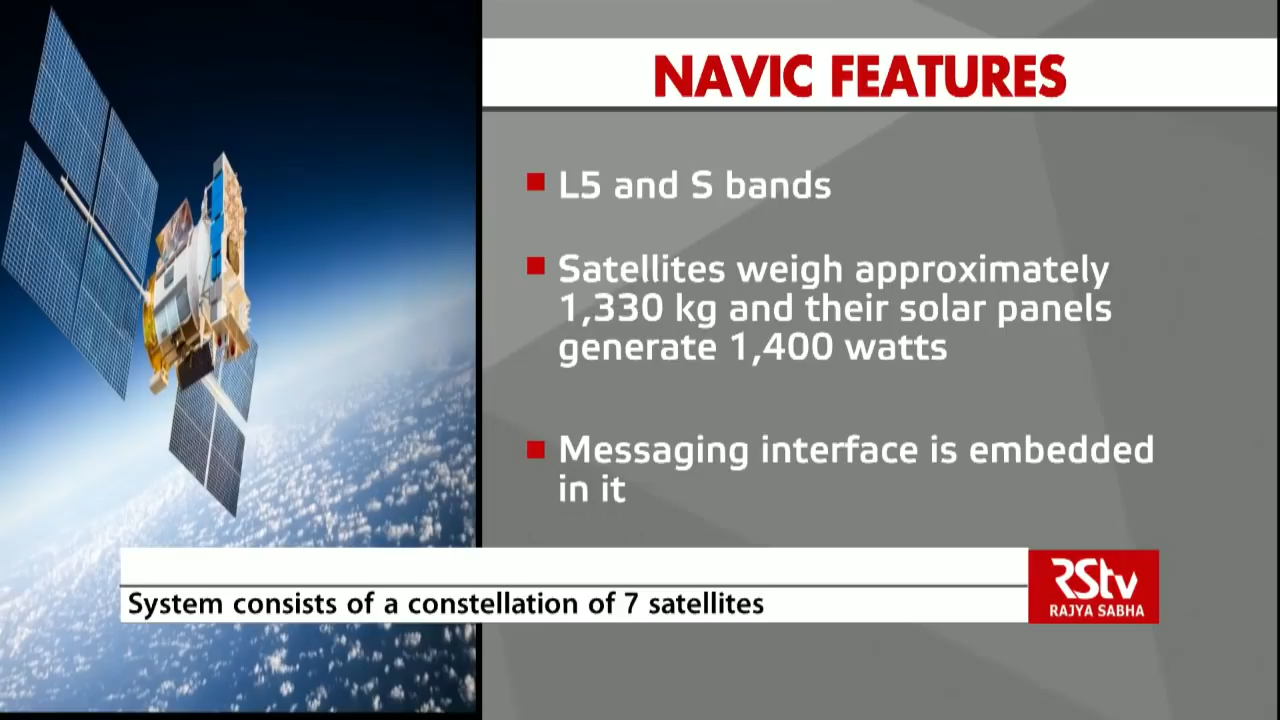 NAVIC FEATURES
L5 and S bands
Satellites weigh approximately
1,330 kg and their solar panels
generate 1,400 watts
Messaging interface is embedded
in it
System consists of a constellation of 7 satellites
RStv
RAJYA SABHA